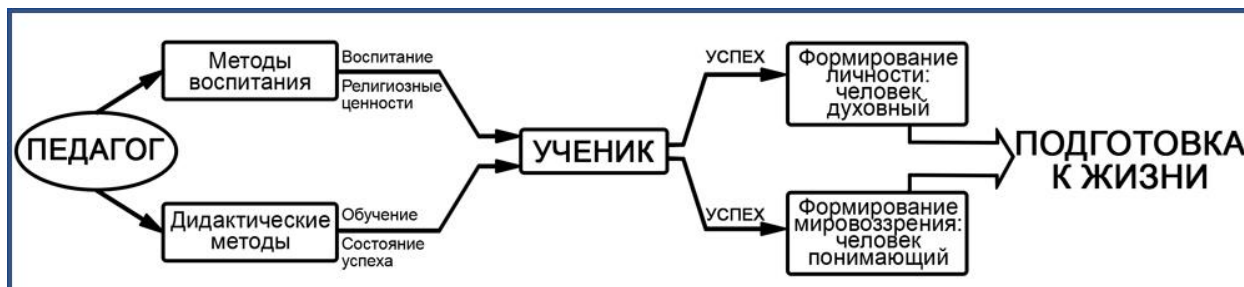 ПЕДАГОГ
Методы
воспитания
Воспитание
Религиозные
ценности
Дидактические
методы
Обучение
Состояние
успеха
УЧЕНИК
УСПЕХ
Формирование
личности:
человек
духовный
УСПЕХ
Формирование
мировоззрения:
человек
понимающий
ПОДГОТОВКА
К ЖИЗНИ